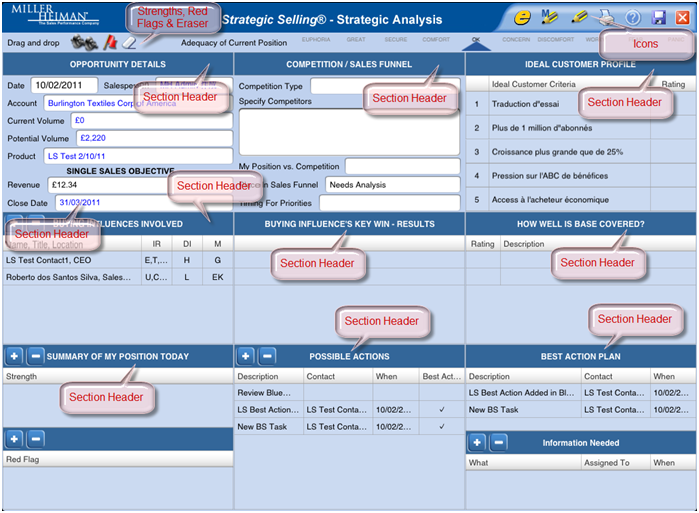 MILLER
HEIMAN
The Sales Performance Company
Strategic Selling® - Strategic Analysis
Strengths, Red
Flags & Eraser
Icons
Drag and drop
Adequacy of Current Position
EUPHORIA GREAT SECURE COMFORT OK CONCERN DISCOMFORT
OPPORTUNITY DETAILS
Date 10/02/2011
Section Header
Account Burlington Textiles Corp of America
Current Volume £0
Potential Volume £2,220
Product LS Test 2/10/11
SINGLE SALES OBJECTIVE
Revenue £12.34
Section Header
Close Date 31/03/2011
COMPETITION / SALES FUNNEL
Competition Type
Section Header
Specify Competitors
My Position vs. Competition
in Sales Funnel Needs Analysis
Timing For Priorities
IDEAL CUSTOMER PROFILE
Ideal Customer Criteria Rating
Section Header
1 Traduction d"essai
2 Plus de 1 million d"abonnés
3 Croissance plus grande que de 25%
4 Pression sur l'ABC de bénéfices
5 Access à l'acheteur économique
BUYING INFLUENCES INVOLVED
Section Header
Name, Title, Location IR DI M
LS Test Contact1, CEO E,T,... H G
Roberto dos Santos Silva, Sales... U,C... L EK
BUYING INFLUENCE'S KEY WIN - RESULTS
Section Header
HOW WELL IS BASE COVERED?
Rating Description
Section Header
+ - SUMMARY OF MY POSITION TODAY
Strength
Section Header
+ -
Red Flag
Section Header
+ - POSSIBLE ACTIONS
Description Contact When Best Act...
Review Blue...
LS Best Action... LS Test Conta... 10/02/2... ✓
New BS Task LS Test Conta... 10/02/2... ✓
Section Header
BEST ACTION PLAN
Description Contact When
LS Best Action Added in Bl... LS Test Conta... 10/02/2...
New BS Task LS Test Conta... 10/02/2...
+ - Information Needed
What Assigned To When